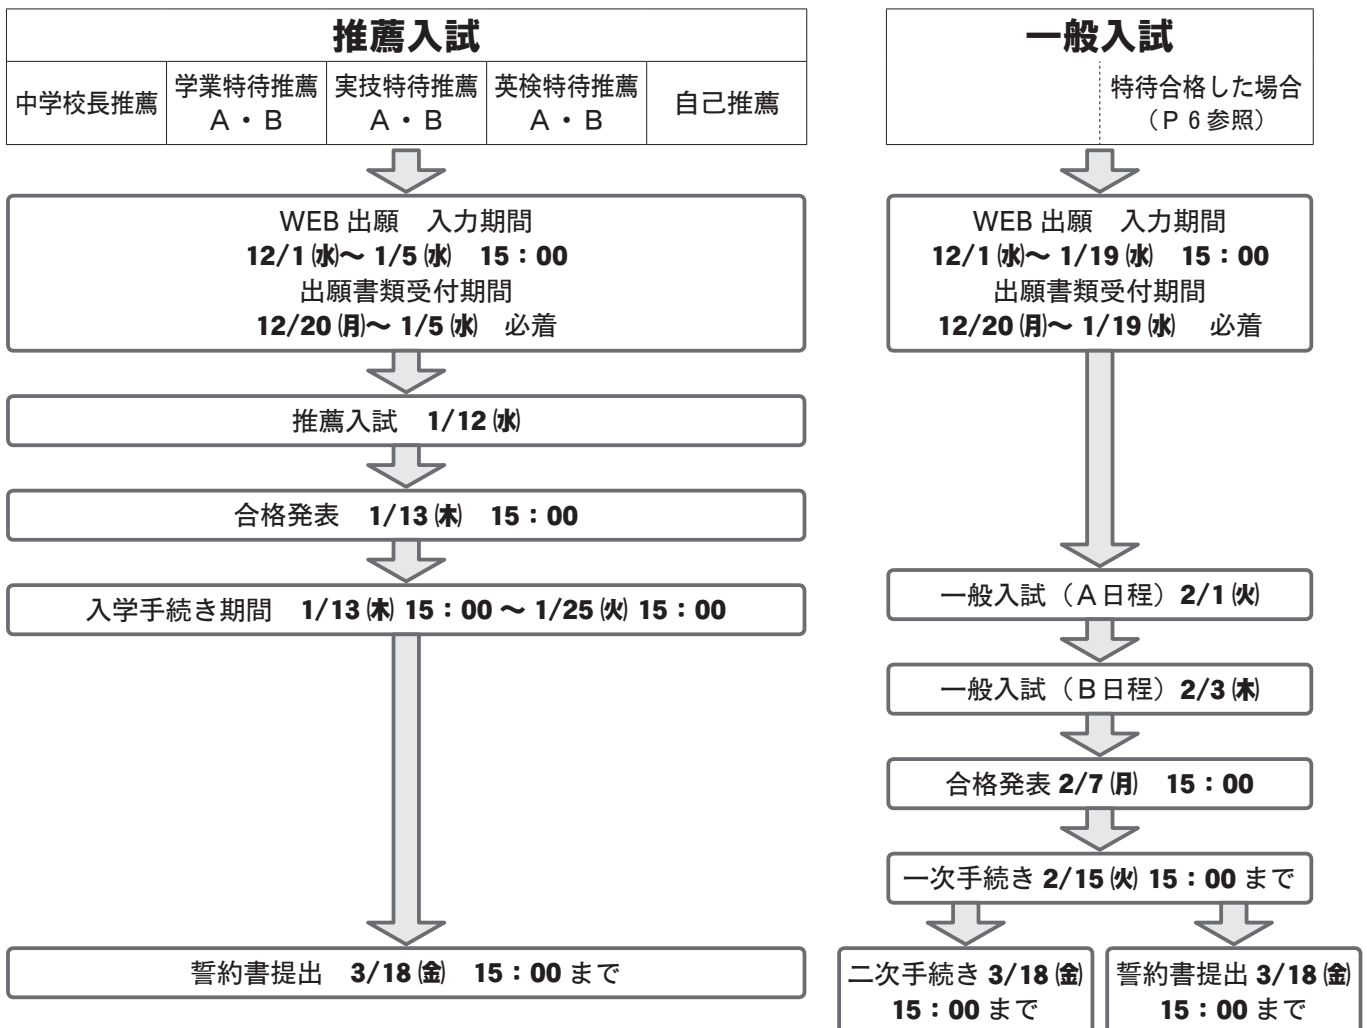 推薦入試
中学校長推薦
学業特待推薦
A・B
実技特待推薦
A・B
英検特待推薦
A・B
自己推薦
WEB 出願　入力期間
12/1 ㈬～ 1/5 ㈬　15：00
出願書類受付期間
12/20 ㈪～ 1/5 ㈬　必着
推薦入試　1/12 ㈬
合格発表　1/13 ㈭　15：00
入学手続き期間　1/13 ㈭ 15：00 ～ 1/25 ㈫ 15：00
誓約書提出　3/18 ㈮　15：00 まで
一般入試
特待合格した場合
（P 6 参照）
WEB 出願　入力期間
12/1 ㈬～ 1/19 ㈬　15：00
出願書類受付期間
12/20 ㈪～ 1/19 ㈬　必着
一般入試（A日程）2/1 ㈫
一般入試（B日程）2/3 ㈭
合格発表 2/7 ㈪　15：00
一次手続き 2/15 ㈫ 15：00 まで
二次手続き 3/18 ㈮
15：00 まで
誓約書提出 3/18 ㈮
15：00 まで